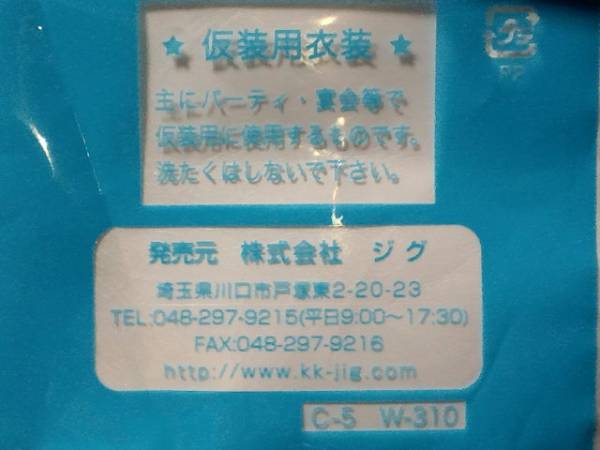 ★ 仮装用衣装 ★
主にパーティ・宴会等で
仮装用に使用するものです。
洗たくはしないで下さい。
発売元 株式会社 ジグ
埼玉県川口市戸塚東2-20-23
TEL:048-297-9215(平日9:00〜17:30)
FAX:048-297-9216
http://www.kk-jig.com
C-5 W-310
プラ
PP